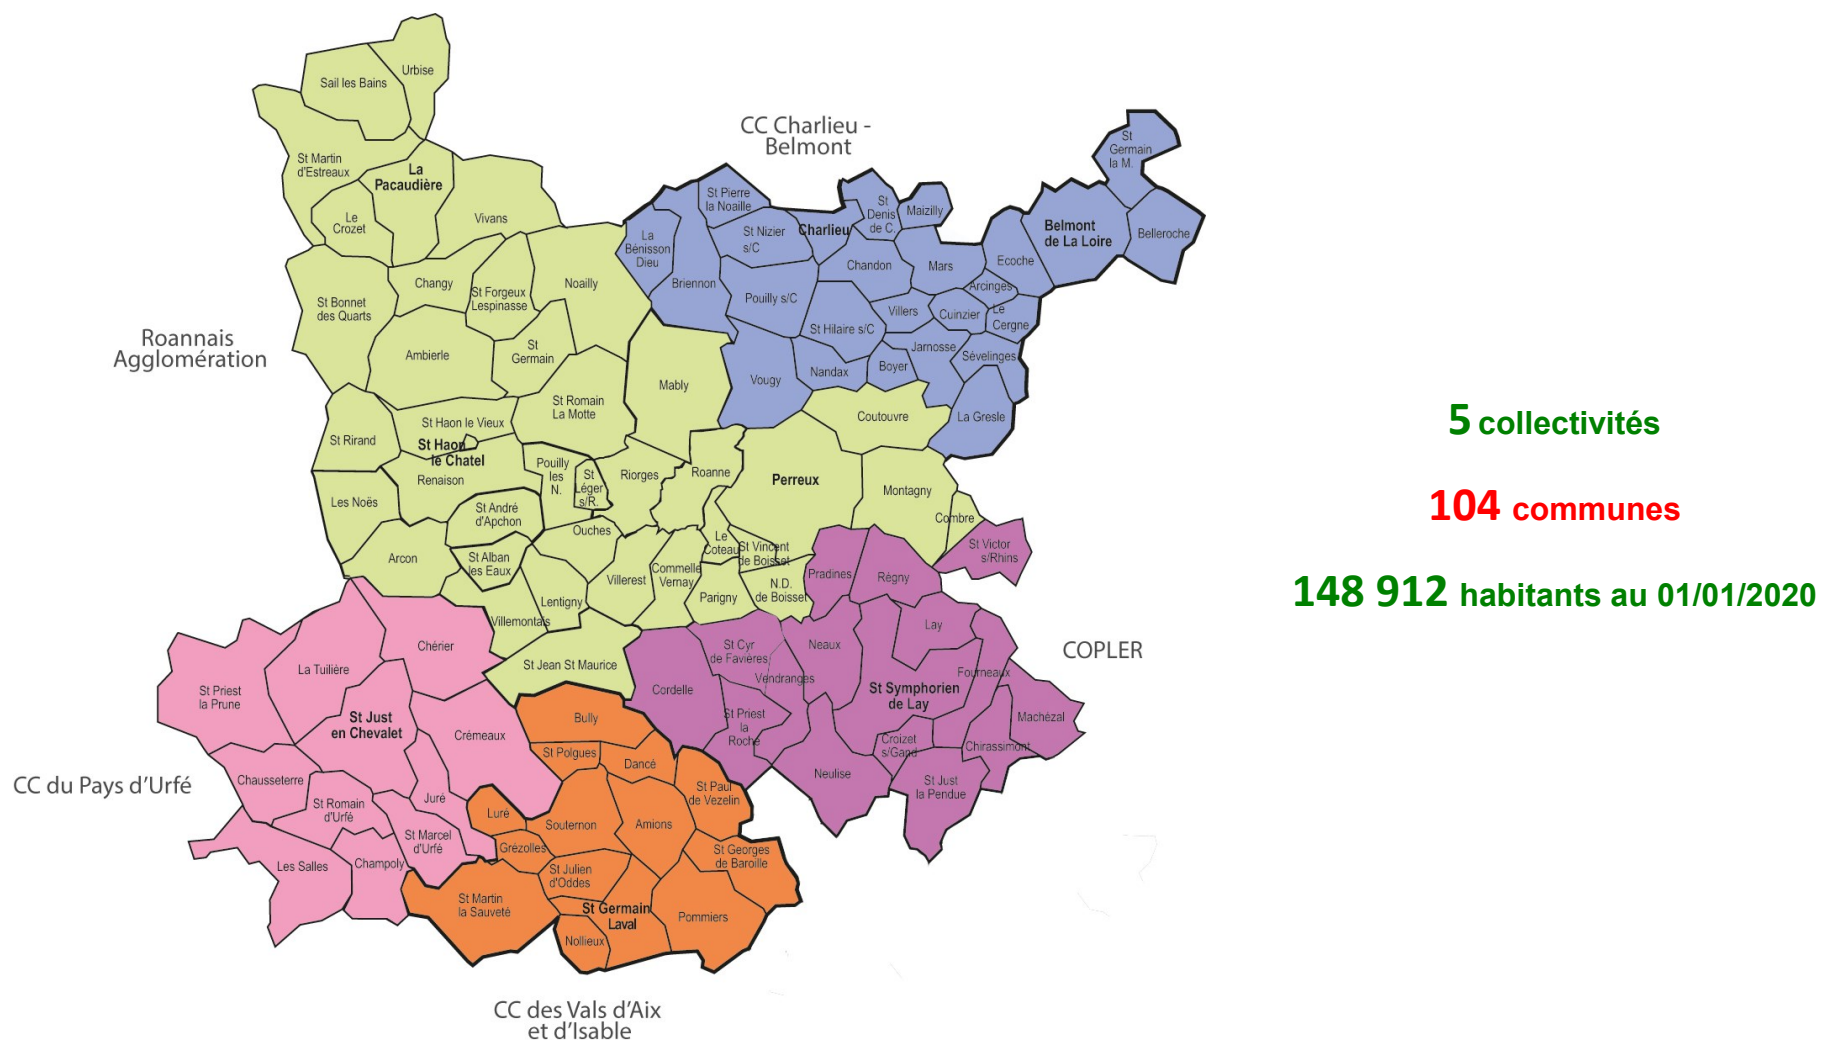 Urbise
Sail les Bains
St Martin
d'Estreaux
La
Pacaudière
Le
Crozet
Vivans
St Bonnet
des Quarts
Changy
St Forgeux
Lespinasse
Noailly
Ambierle
St
Germain
St Romain
La Motte
Mably
St Rirand
St Haon le Vieux
St Haon
le Chatel
Renaison
Les Noës
Pouilly
les
N.
St
Léger
s/R.
Riorges
Roanne
Perreux
Coutouvre
Montagny
Combre
St André
d'Apchon
Ouches
Arcon
St Alban
les Eaux
Lentigny
Villerest
Commelle
Vernay
Le
Coteau
St Vincent
de Boisset
Parigny
N.D.
de Boisset
Villemontais
St Jean St Maurice
Roannais
Agglomération
CC Charlieu -
Belmont
St
Germain
la M.
Belmont
de La Loire
Belleroche
St Pierre
la Noaille
La
Bénisson
Dieu
Briennon
St Nizier
s/C
Charlieu
St
Denis
de C.
Maizilly
Chandon
Mars
Ecoche
Arcinges
Pouilly s/C
St Hilaire s/C
Villers
Cuinzier
Le
Cergne
Jarnosse
Sévelinges
Vougy
Nandax
Boyer
La Gresle
5 collectivités
104 communes
148 912 habitants au 01/01/2020
St Victor
s/Rhins
Pradines
Régny
Lay
Neaux
St Cyr
de Favières
Vendranges
Cordelle
St Priest
la
Roche
St Symphorien
de Lay
Fourneaux
Machézal
Croizet
s/Gand
Chirassimont
Neulise
St Just
la Pendue
COPLER
Chérier
La Tuilière
St Priest
la Prune
St Just
en Chevalet
Crémeaux
Chausseterre
St Romain
d'Urfé
Juré
St Marcel
d'Urfé
Les Salles
Champoly
CC du Pays d'Urfé
Bully
St Polgues
Dancé
St Paul
de Vezelin
Luré
Souternon
Amions
Grézolles
St Georges
de Baroille
St Julien
d'Oddes
St Martin
la Sauveté
St Germain
Laval
Pommiers
Nollieux
CC des Vals d'Aix
et d'Isable